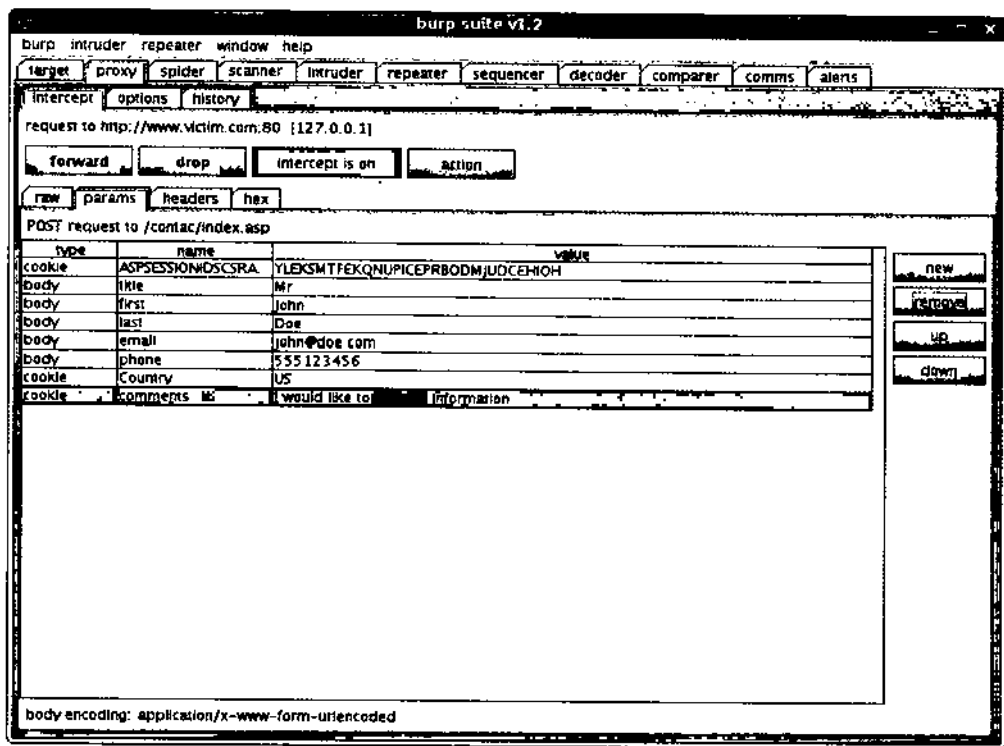 burp suite v1.2
burp intruder repeater window help
target proxy spider scanner intruder repeater sequencer decoder comparer comms alerts
intercept options history
request to http://www.victim.com:80 [127.0.0.1]
forward drop intercept is on action
raw params headers hex
POST request to /contac/index.asp
type name value
cookie ASPSESSIONIDSCSRA YLEKSMTFEKQNUPICEPRBODMJUDCEHIOH
body title Mr
body first John
body last Doe
body email john@doe com
body phone 555123456
cookie Country US
cookie comments I would like to information
new
remove
up
down
body encoding: application/x-www-form-urlencoded